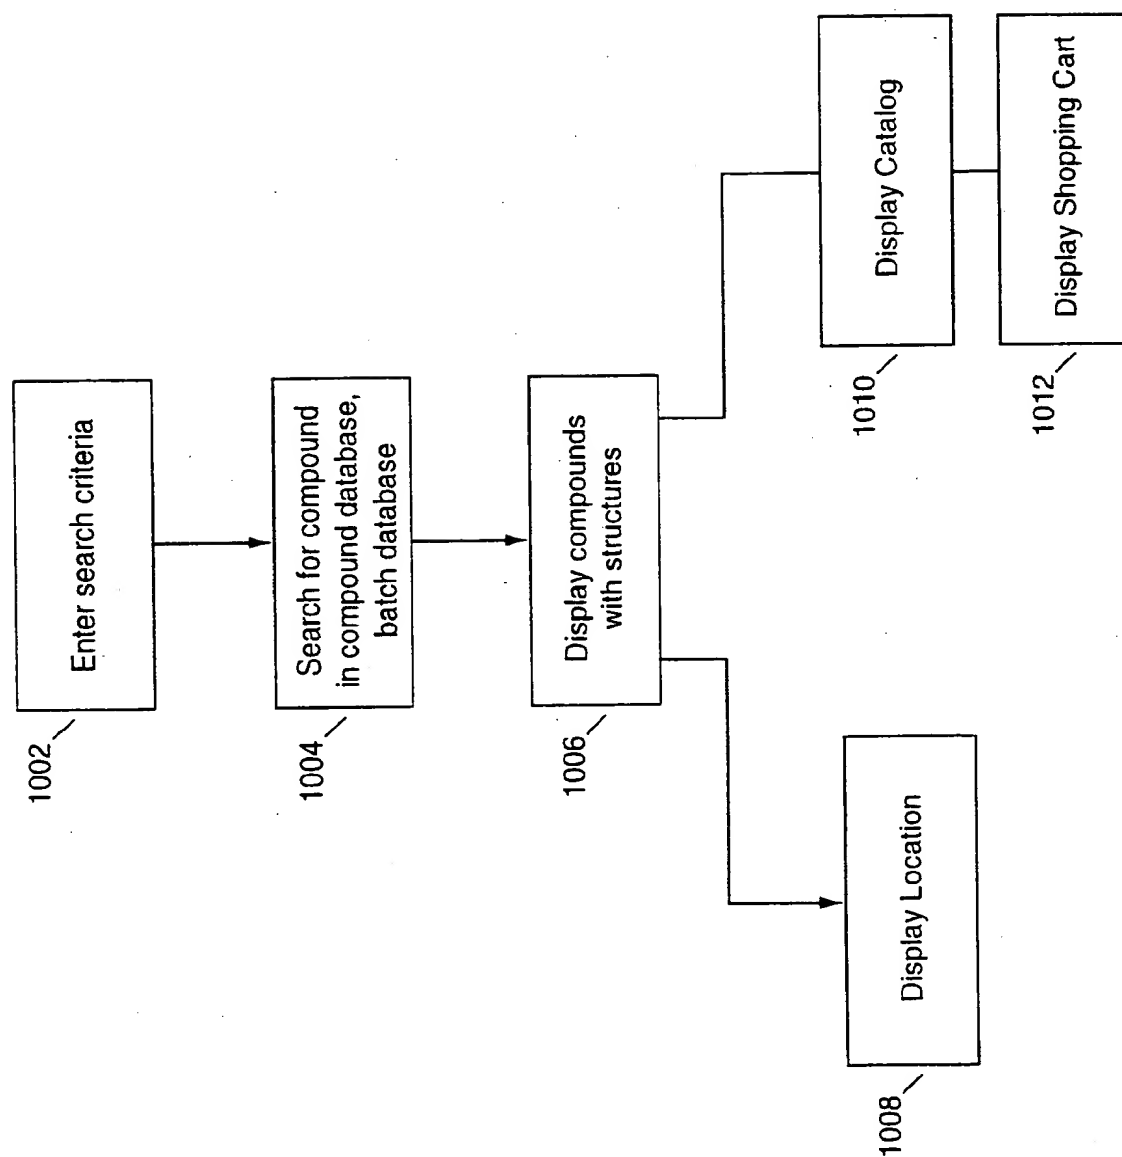 1002
Enter search criteria
1004
Search for compound
in compound database,
batch database
1006
Display compounds
with structures
1008
Display Location
1010
Display Catalog
1012
Display Shopping Cart